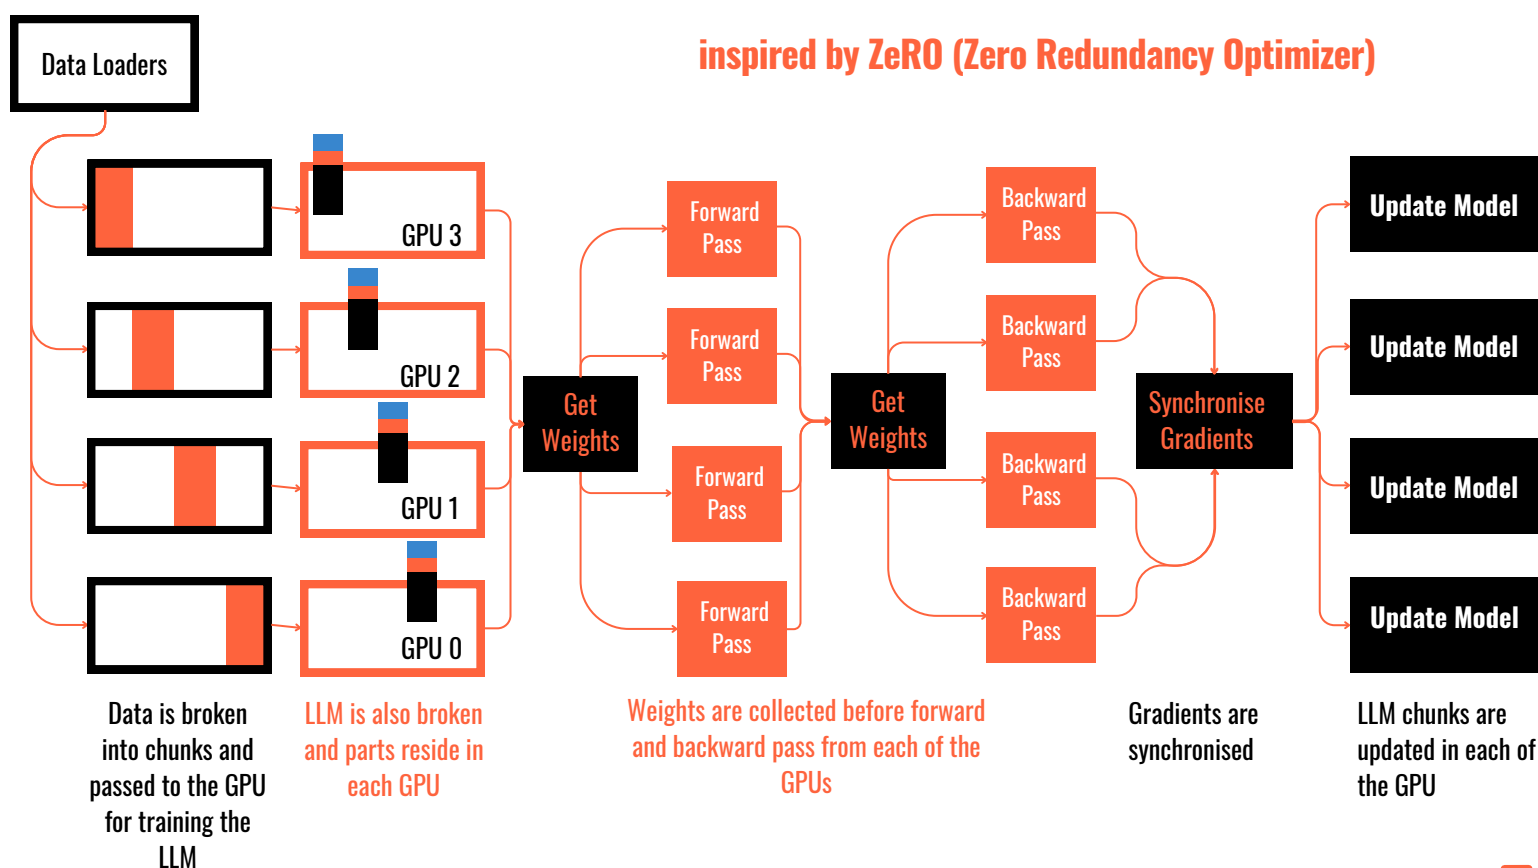 inspired by ZeRO (Zero Redundancy Optimizer)
Data Loaders
GPU 3
GPU 2
GPU 1
GPU 0
Get
Weights
Forward
Pass
Forward
Pass
Forward
Pass
Forward
Pass
Get
Weights
Backward
Pass
Backward
Pass
Backward
Pass
Backward
Pass
Synchronise
Gradients
Update Model
Update Model
Update Model
Update Model
Data is broken
into chunks and
passed to the GPU
for training the
LLM
LLM is also broken
and parts reside in
each GPU
Weights are collected before forward
and backward pass from each of the
GPUs
Gradients are
synchronised
LLM chunks are
updated in each of
the GPU